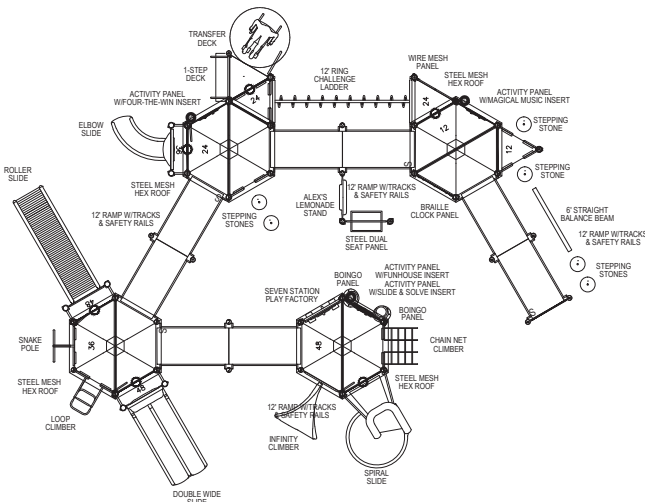 TRANSFER
DECK
1-STEP
DECK
24
12' RING
CHALLENGE
LADDER
WIRE MESH
PANEL
STEEL MESH
HEX ROOF
24
ACTIVITY PANEL
W/FOUR-THE-WIN INSERT
ACTIVITY PANEL
W/MAGICAL MUSIC INSERT
ELBOW
SLIDE
36
24
12
12
STEPPING
STONE
STEPPING
STONE
S
S
ROLLER
SLIDE
STEEL MESH
HEX ROOF
S
ALEX'S
LEMONADE
STAND
12' RAMP W/TRACKS
& SAFETY RAILS
BRAILLE
CLOCK PANEL
12' RAMP W/TRACKS
& SAFETY RAILS
STEPPING
STONES
STEEL DUAL
SEAT PANEL
6' STRAIGHT
BALANCE BEAM
12' RAMP W/TRACKS
& SAFETY RAILS
STEPPING
STONES
SEVEN STATION
PLAY FACTORY
BOINGO
PANEL
ACTIVITY PANEL
W/FUNHOUSE INSERT
ACTIVITY PANEL
W/SLIDE & SOLVE INSERT
BOINGO
PANEL
S
48
S
SNAKE
POLE
36
48
CHAIN NET
CLIMBER
STEEL MESH
HEX ROOF
48
STEEL MESH
HEX ROOF
LOOP
CLIMBER
12' RAMP W/TRACKS
& SAFETY RAILS
INFINITY
CLIMBER
SPIRAL
SLIDE
DOUBLE WIDE
SLIDE